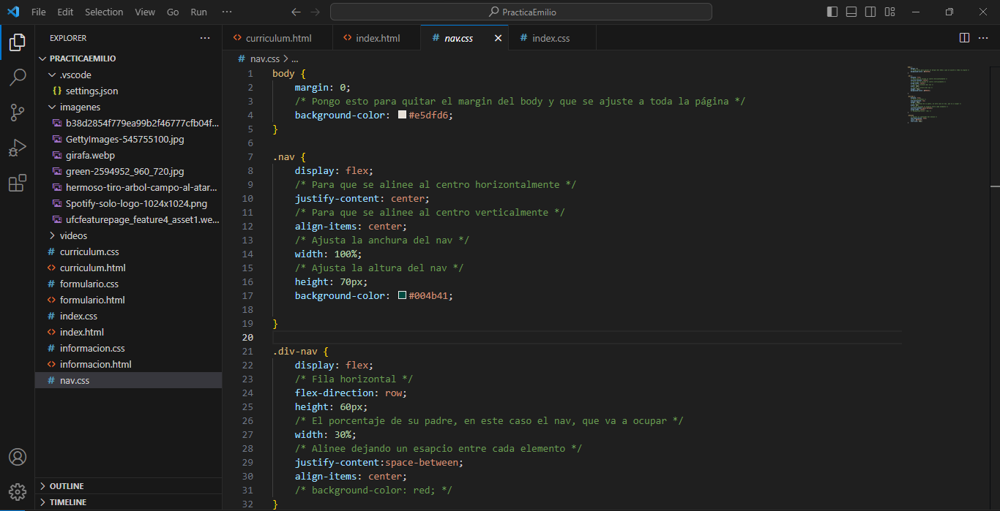 File Edit Selection View Go Run ··· PracticaEmilio
EXPLORER ···
PRACTICAEMILIO
.vscode
{} settings.json
imagenes
b38d2854f779ea99b2f46777cfb04f...
GettyImages-545755100.jpg
girafa.webp
green-2594952_960_720.jpg
hermoso-tiro-arbol-campo-al-atar...
Spotify-solo-logo-1024x1024.png
ufcfeaturepage_feature4_asset1.we...
videos
# curriculum.css
<> curriculum.html
# formulario.css
<> formulario.html
# index.css
<> index.html
# informacion.css
<> informacion.html
# nav.css
OUTLINE
TIMELINE
<> curriculum.html <> index.html # nav.css # index.css
# nav.css > ...
1 body {
2 margin: 0;
3 /* Pongo esto para quitar el margin del body y que se ajuste a toda la página */
4 background-color: #e5dfd6;
5 }
6
7 .nav {
8 display: flex;
9 /* Para que se alinee al centro horizontalmente */
10 justify-content: center;
11 /* Para que se alinee al centro verticalmente */
12 align-items: center;
13 /* Ajusta la anchura del nav */
14 width: 100%;
15 /* Ajusta la altura del nav */
16 height: 70px;
17 background-color: #004b41;
18
19 }
20
21 .div-nav {
22 display: flex;
23 /* Fila horizontal */
24 flex-direction: row;
25 height: 60px;
26 /* El porcentaje de su padre, en este caso el nav, que va a ocupar */
27 width: 30%;
28 /* Alinee dejando un esapcio entre cada elemento */
29 justify-content:space-between;
30 align-items: center;
31 /* background-color: red; */
32 }